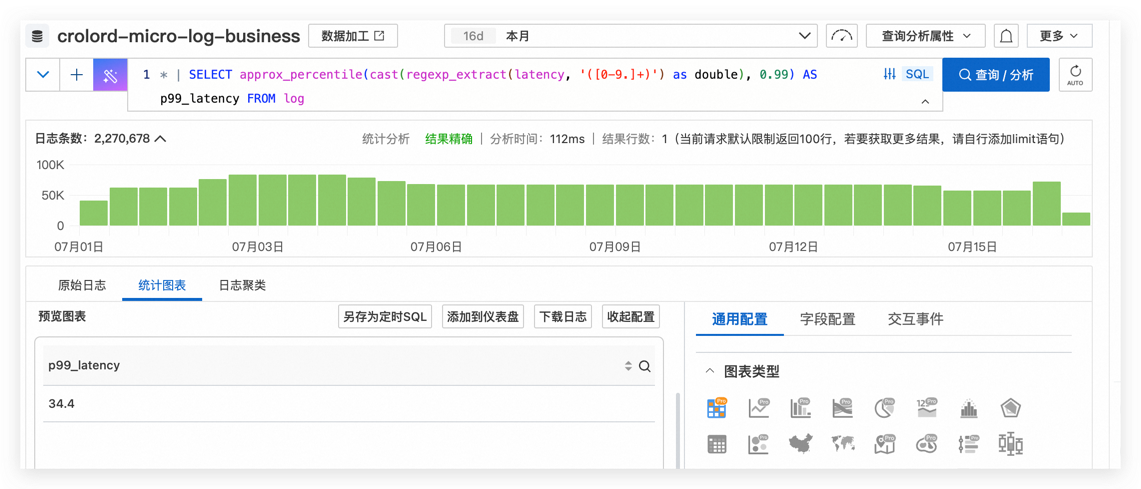 crolord-micro-log-business 数据加工 16d 本月 查询分析属性 更多
1 * | SELECT approx_percentile(cast(regexp_extract(latency, '([0-9.]+)') as double), 0.99) AS SQL 查询 / 分析 AUTO
p99_latency FROM log
日志条数: 2,270,678 统计分析 结果精确 | 分析时间: 112ms | 结果行数: 1（当前请求默认限制返回100行，若要获取更多结果，请自行添加limit语句）
100K
50K
0
07月01日 07月03日 07月06日 07月09日 07月12日 07月15日
原始日志 统计图表 日志聚类
预览图表 另存为定时SQL 添加到仪表盘 下载日志 收起配置 通用配置 字段配置 交互事件
p99_latency 图表类型
34.4
Pro Pro Pro Pro Pro 123 Pro
Pro Pro Pro Pro